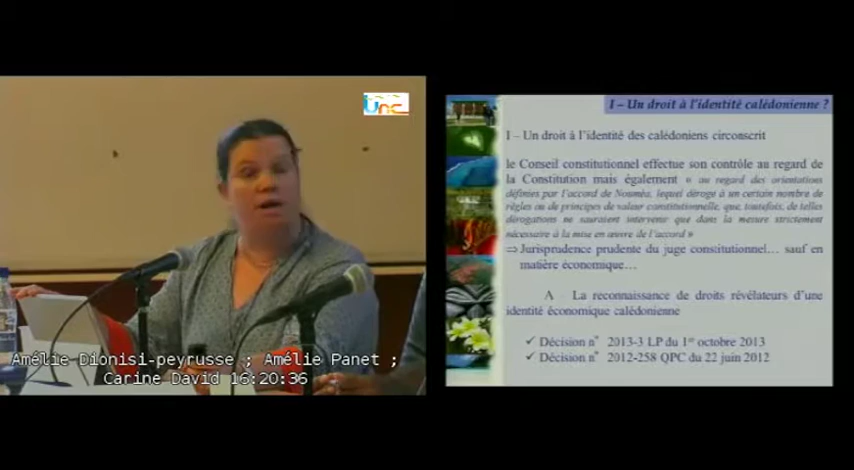 Unc
Amélie Dionisi-peyrusse ; Amélie Panet ;
Carine David 16:20:36
I – Un droit à l'identité calédonienne ?
I – Un droit à l'identité des calédoniens circonscrit
le Conseil constitutionnel effectue son contrôle au regard de
la Constitution mais également « au regard des orientations
définies par l'accord de Nouméa, lequel déroge à un certain nombre de
règles ou de principes de valeur constitutionnelle, que, toutefois, de telles
dérogations ne sauraient intervenir que dans la mesure strictement
nécessaire à la mise en œuvre de l'accord »
⇒ Jurisprudence prudente du juge constitutionnel… sauf en
matière économique…
A – La reconnaissance de droits révélateurs d'une
identité économique calédonienne
✓ Décision n° 2013-3 LP du 1er octobre 2013
✓ Décision n° 2012-258 QPC du 22 juin 2012